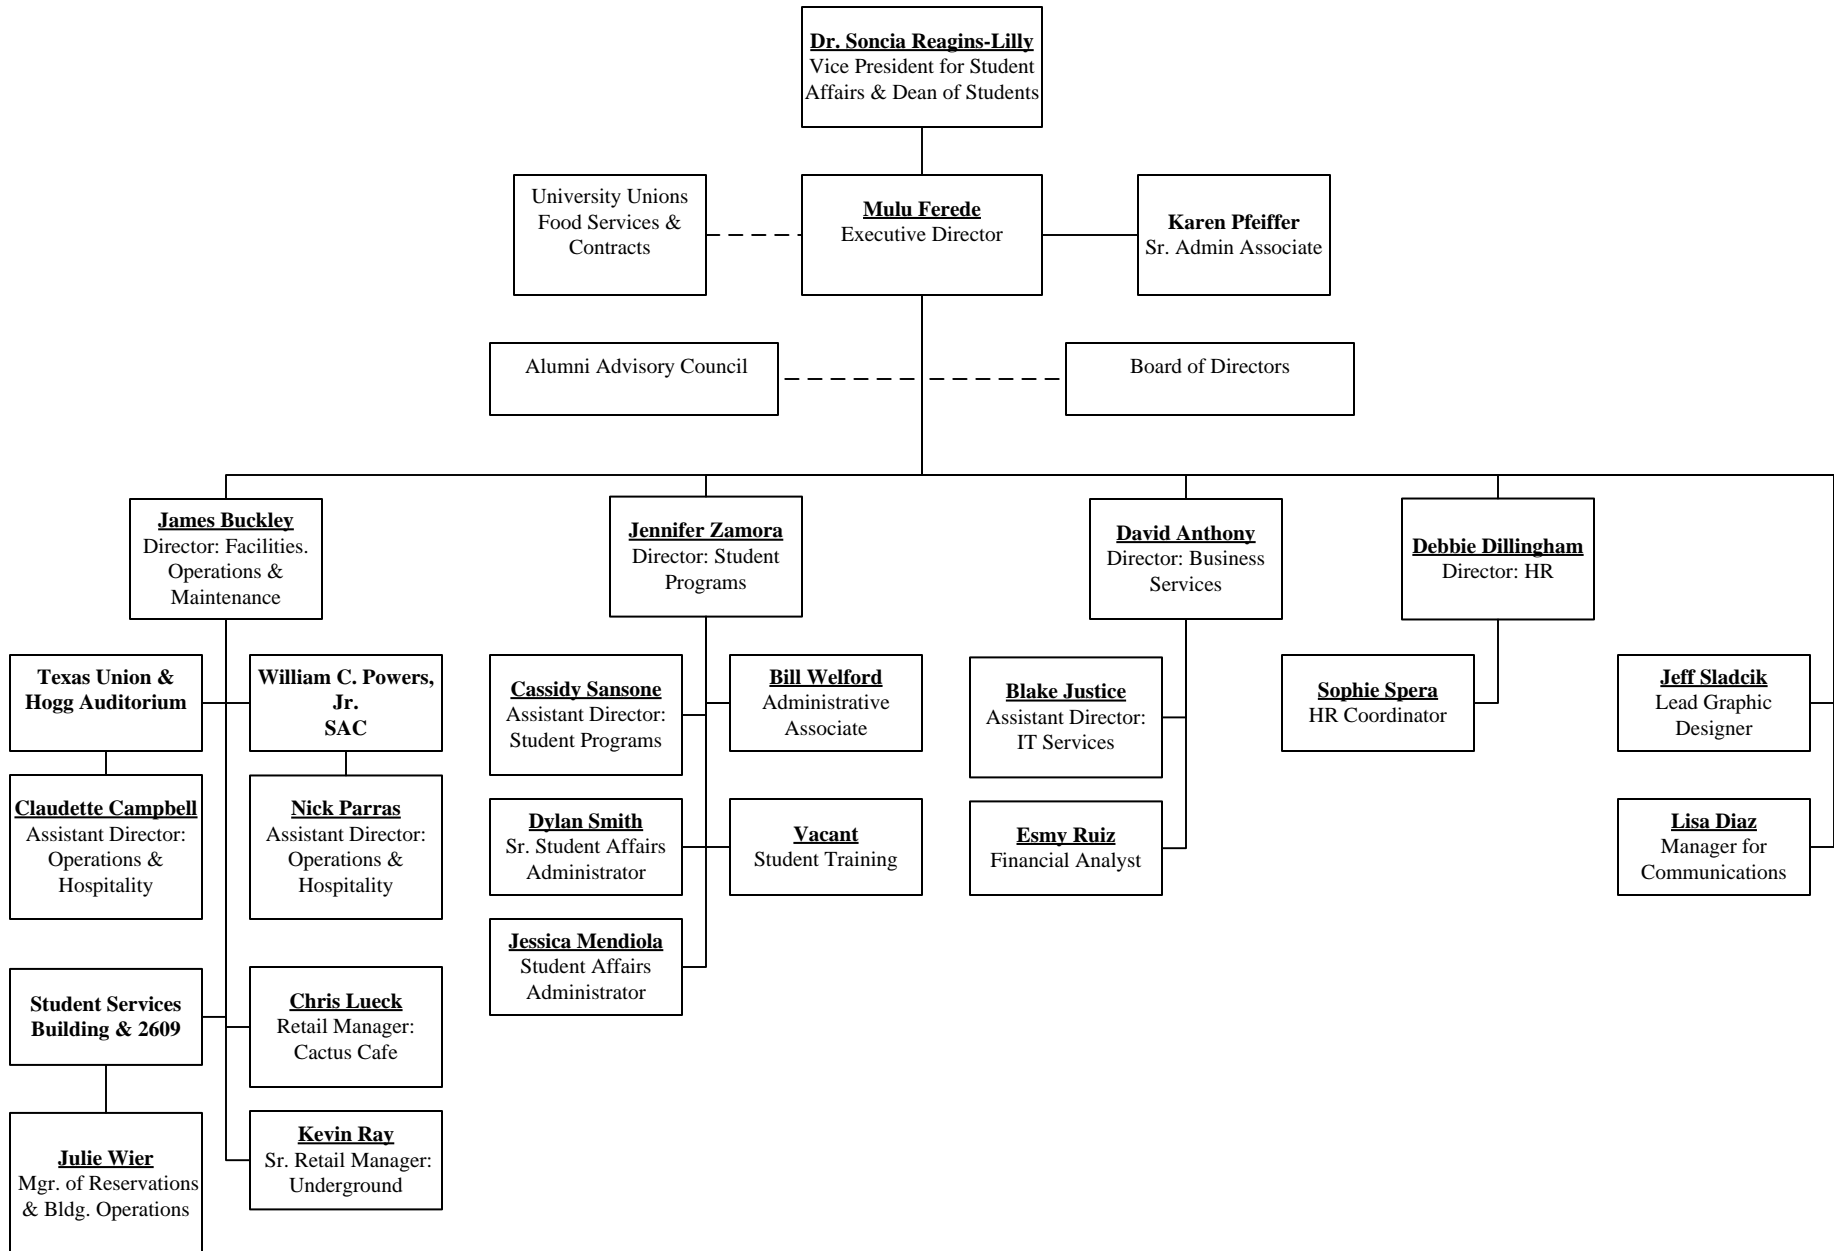 Dr. Soncia Reagins-Lilly
Vice President for Student
Affairs & Dean of Students
University Unions
Food Services &
Contracts
Mulu Ferede
Executive Director
Karen Pfeiffer
Sr. Admin Associate
Alumni Advisory Council
Board of Directors
James Buckley
Director: Facilities.
Operations &
Maintenance
Jennifer Zamora
Director: Student
Programs
David Anthony
Director: Business
Services
Debbie Dillingham
Director: HR
Texas Union &
Hogg Auditorium
William C. Powers,
Jr.
SAC
Cassidy Sansone
Assistant Director:
Student Programs
Bill Welford
Administrative
Associate
Blake Justice
Assistant Director:
IT Services
Sophie Spera
HR Coordinator
Jeff Sladcik
Lead Graphic
Designer
Claudette Campbell
Assistant Director:
Operations &
Hospitality
Nick Parras
Assistant Director:
Operations &
Hospitality
Dylan Smith
Sr. Student Affairs
Administrator
Vacant
Student Training
Esmy Ruiz
Financial Analyst
Lisa Diaz
Manager for
Communications
Jessica Mendiola
Student Affairs
Administrator
Student Services
Building & 2609
Chris Lueck
Retail Manager:
Cactus Cafe
Julie Wier
Mgr. of Reservations
& Bldg. Operations
Kevin Ray
Sr. Retail Manager:
Underground